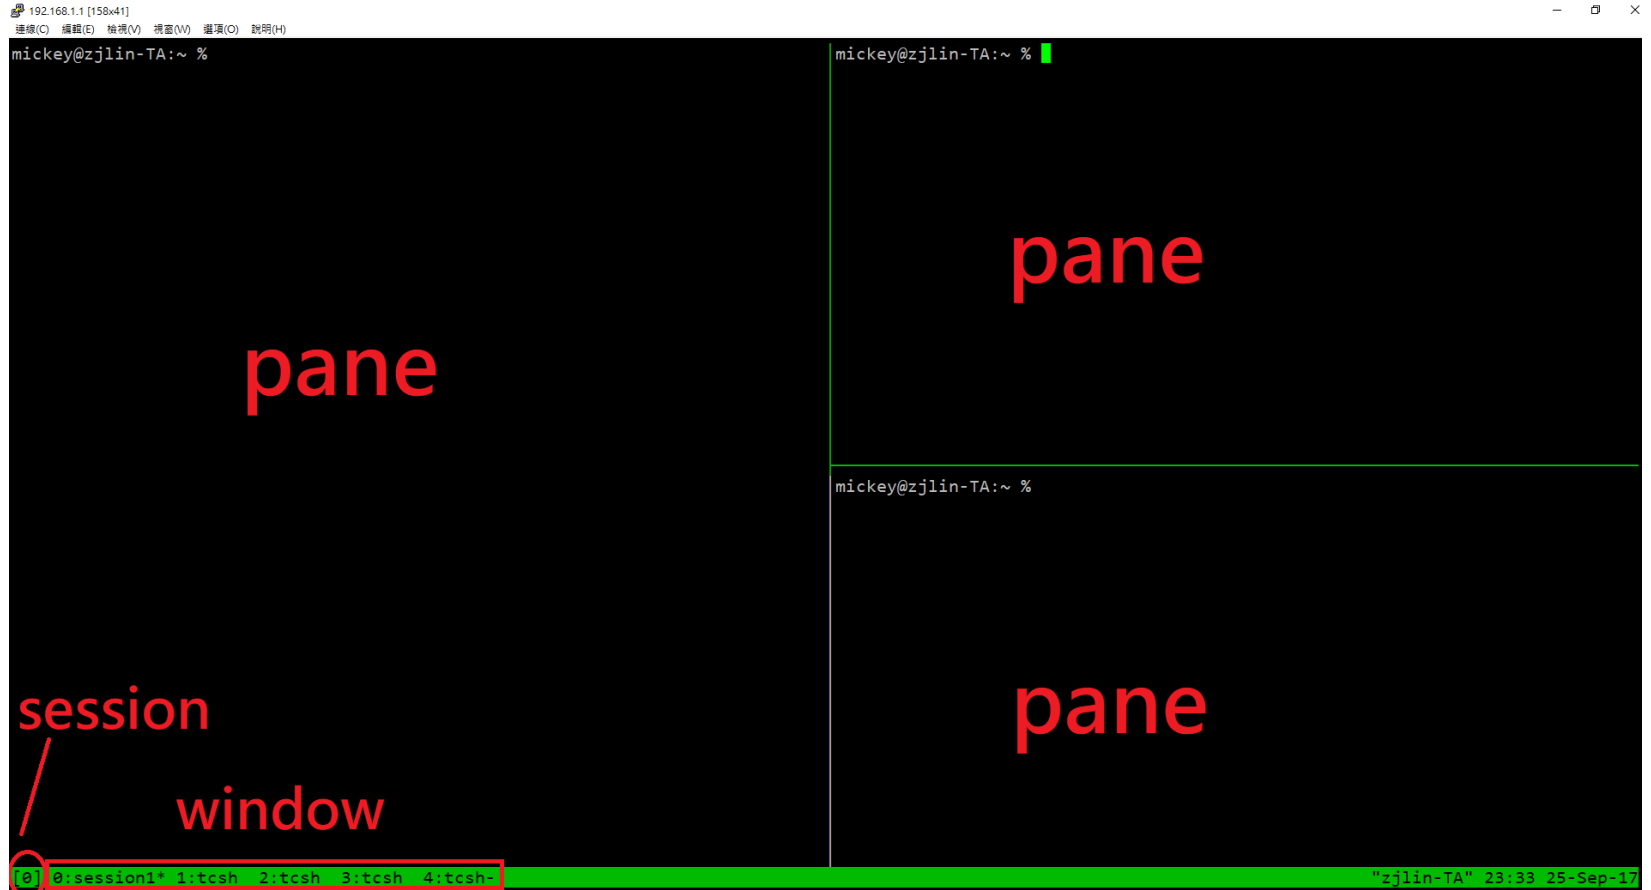 192.168.1.1 [158x41]
連線(C) 編輯(E) 檢視(V) 視窗(W) 選項(O) 說明(H)
mickey@zjlin-TA:~ %
mickey@zjlin-TA:~ %
pane
pane
mickey@zjlin-TA:~ %
pane
session
window
[0] 0:session1* 1:tcsh  2:tcsh  3:tcsh  4:tcsh- "zjlin-TA" 23:33 25-Sep-17